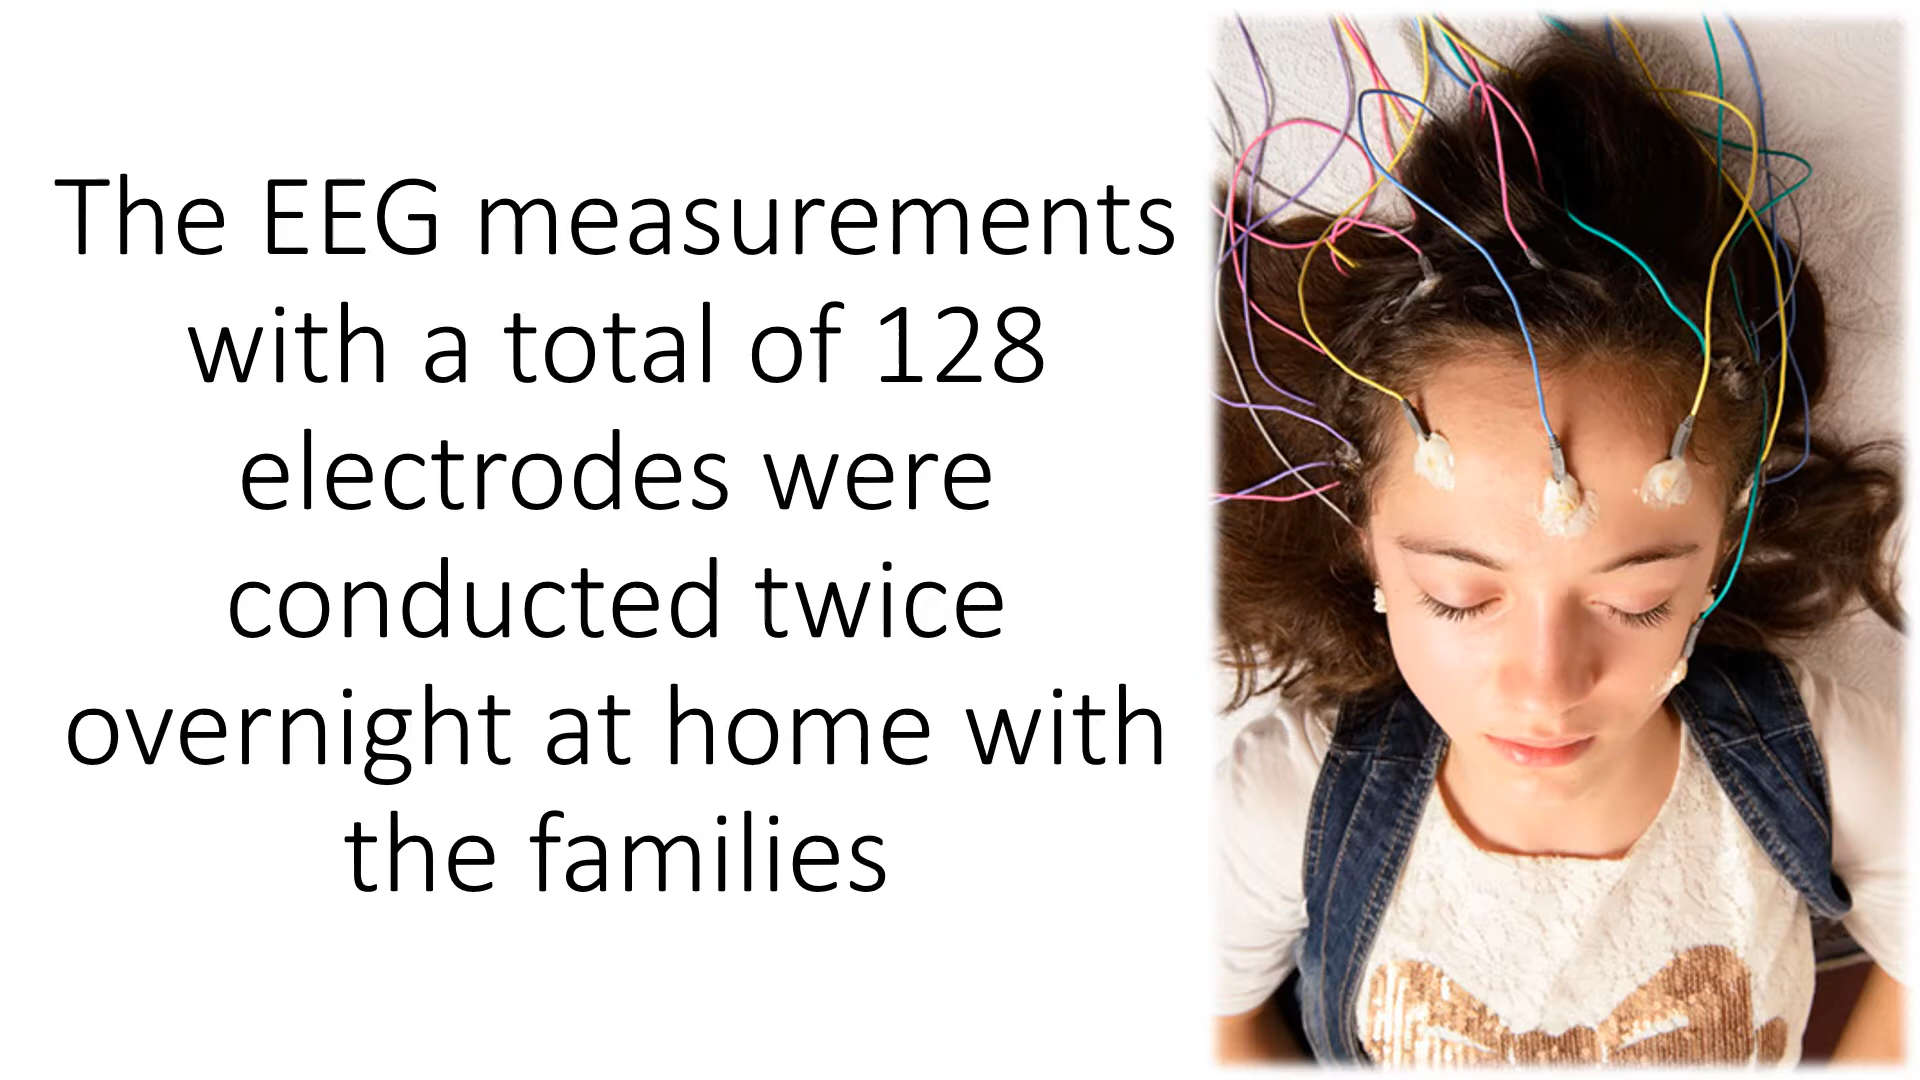 The EEG measurements
with a total of 128
electrodes were
conducted twice
overnight at home with
the families